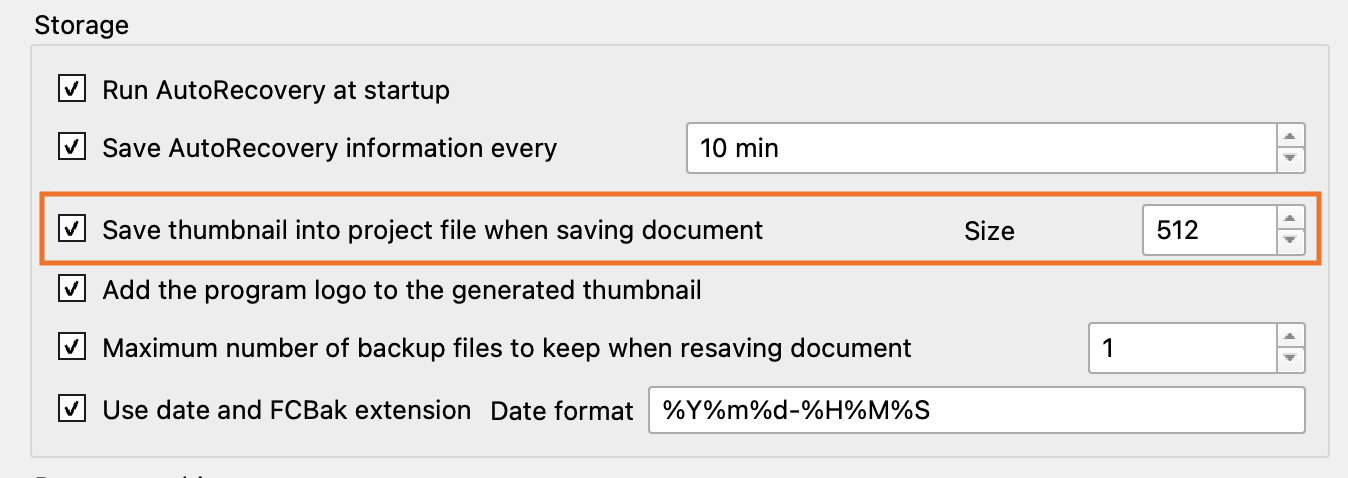 Storage
Run AutoRecovery at startup
Save AutoRecovery information every 10 min
Save thumbnail into project file when saving document Size 512
Add the program logo to the generated thumbnail
Maximum number of backup files to keep when resaving document 1
Use date and FCBak extension Date format %Y%m%d-%H%M%S